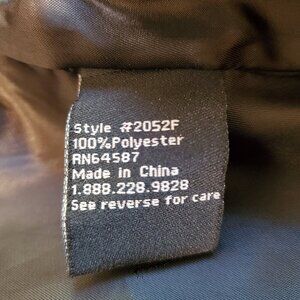 Style #2052F
100%Polyester
RN64587
Made in China
1.888.228.9828
See reverse for care